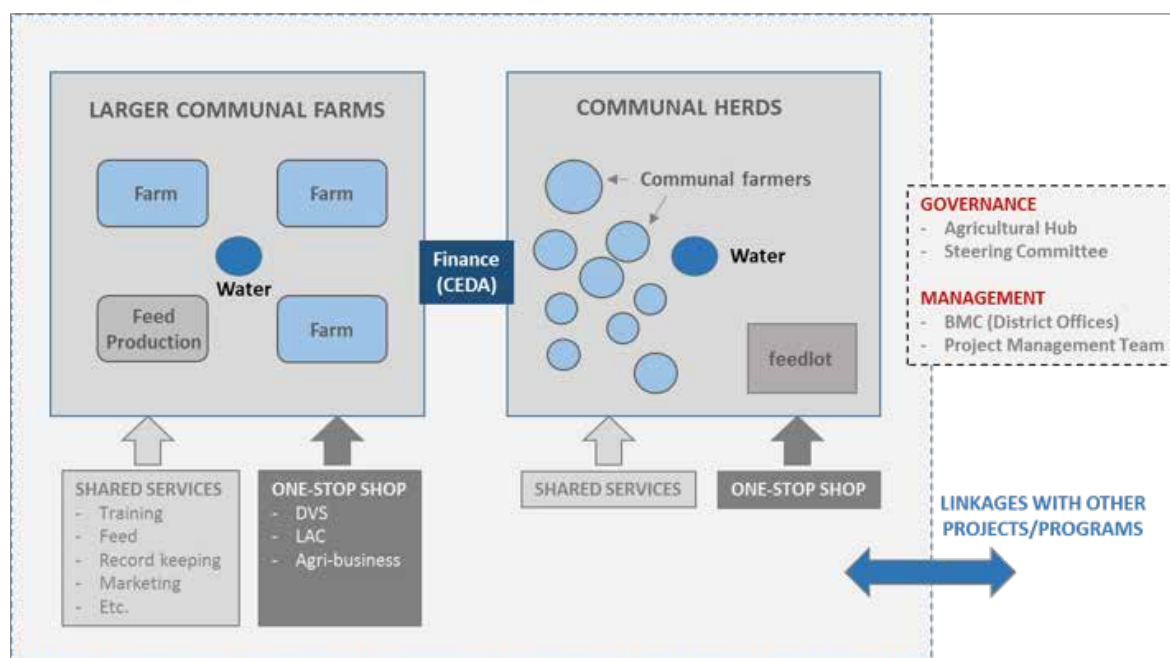 LARGER COMMUNAL FARMS
Farm
Farm
Water
Feed
Production
Farm
Finance
(CEDA)
COMMUNAL HERDS
Communal farmers
Water
feedlot
GOVERNANCE
- Agricultural Hub
- Steering Committee
MANAGEMENT
- BMC (District Offices)
- Project Management Team
SHARED SERVICES
- Training
- Feed
- Record keeping
- Marketing
- Etc.
ONE-STOP SHOP
- DVS
- LAC
- Agri-business
SHARED SERVICES
ONE-STOP SHOP
LINKAGES WITH OTHER
PROJECTS/PROGRAMS